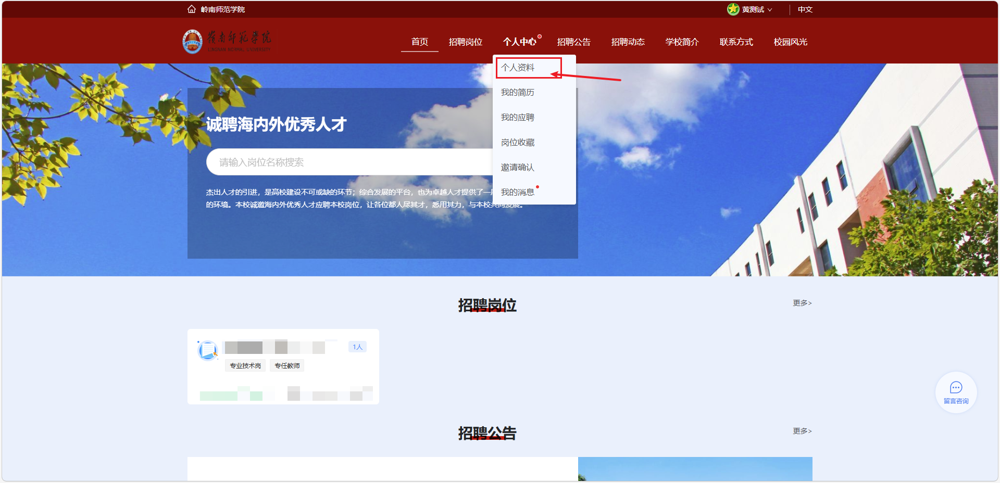 岭南师范学院
黄测试
中文
嶺南師範學院
LINGNAN NORMAL UNIVERSITY
首页
招聘岗位
个人中心
招聘公告
招聘动态
学校简介
联系方式
校园风光
个人资料
我的简历
我的应聘
岗位收藏
邀请确认
我的消息
诚聘海内外优秀人才
请输入岗位名称搜索
杰出人才的引进，是高校建设不可或缺的环节；综合发展的平台，也为卓越人才提供了一
的环境。本校诚邀海内外优秀人才应聘本校岗位，让各位都人尽其才，悉用其力，与本校共同发展。
招聘岗位
更多>
1人
专业技术岗
专任教师
留言咨询
招聘公告
更多>